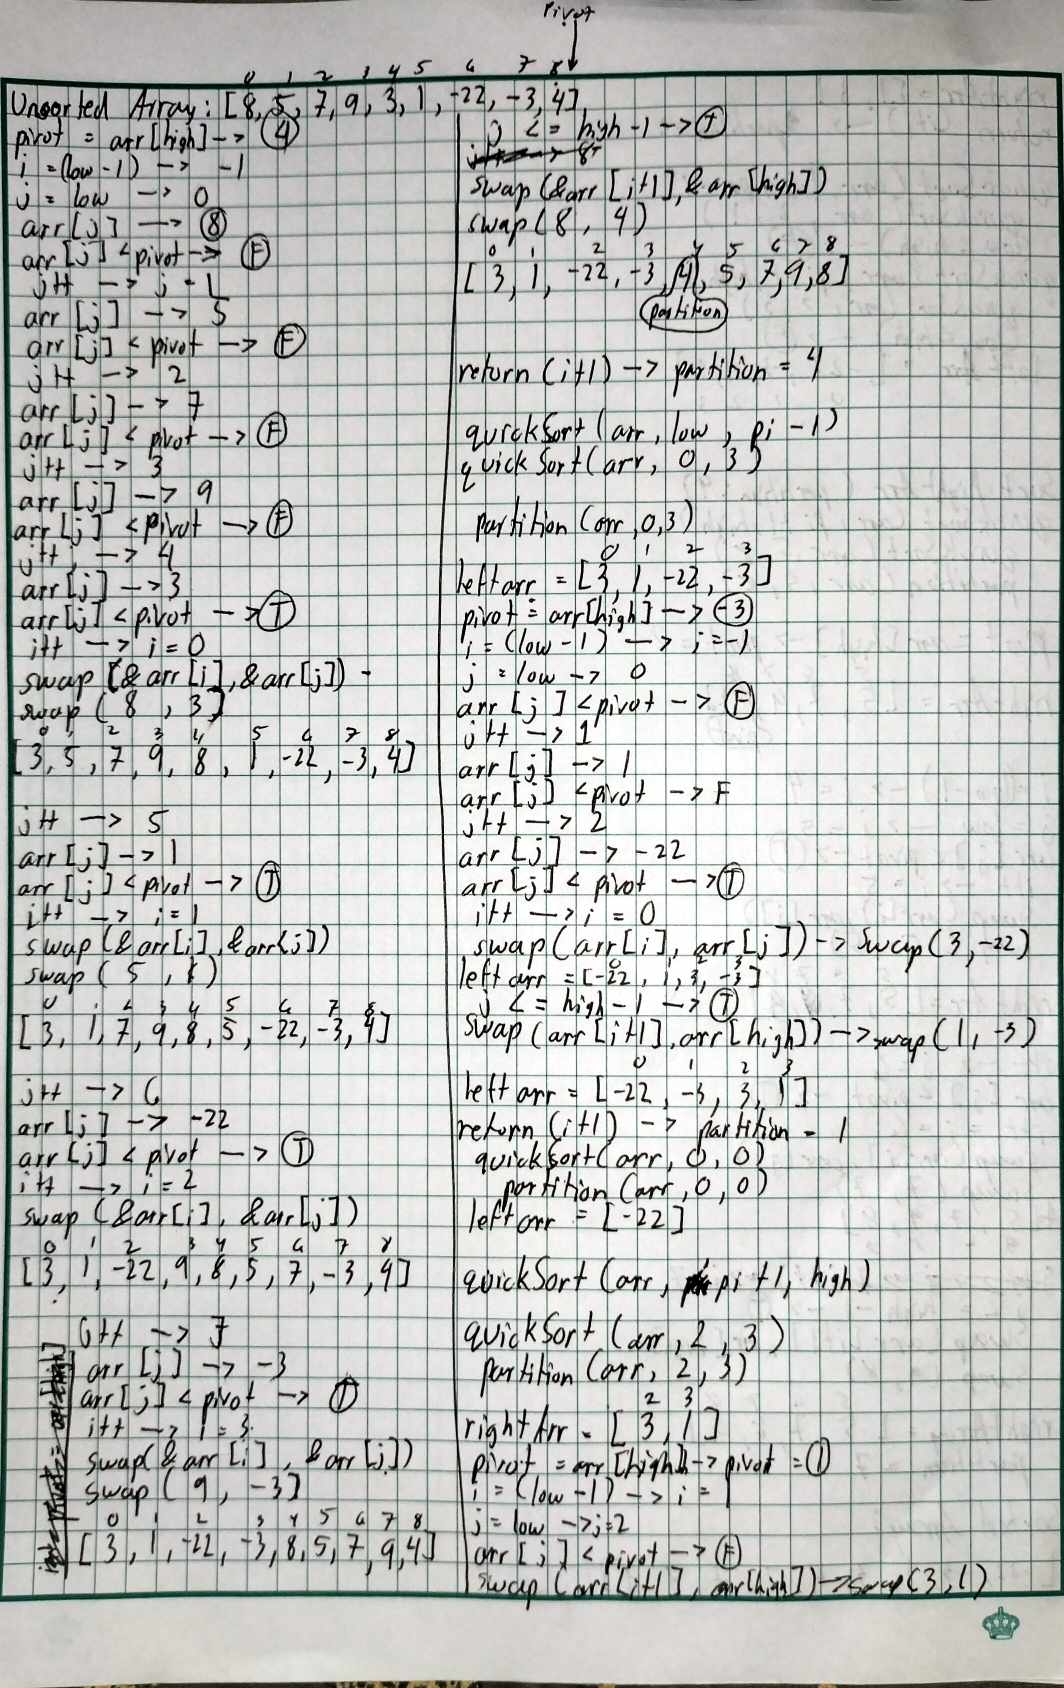 Pivot
0 1 2 3 4 5 6 7 8
Unsorted Array: [8, 5, 7, 9, 3, 1, -22, -3, 4]
pivot = arr[high] -> 4
i = (low-1) -> -1
j = low -> 0
arr[j] -> 8
arr[j] < pivot -> F
j++ -> j = 1
arr[j] -> 5
arr[j] < pivot -> F
j++ -> 2
arr[j] -> 7
arr[j] < pivot -> F
j++ -> 3
arr[j] -> 9
arr[j] < pivot -> F
j++ -> 4
arr[j] -> 3
arr[j] < pivot -> T
i++ -> i = 0
swap (&arr[i], &arr[j])
swap (8, 3)
0 1 2 3 4 5 6 7 8
[3, 5, 7, 9, 8, 1, -22, -3, 4]
j++ -> 5
arr[j] -> 1
arr[j] < pivot -> T
i++ -> i = 1
swap (&arr[i], &arr[j])
swap (5, 1)
0 1 2 3 4 5 6 7 8
[3, 1, 7, 9, 8, 5, -22, -3, 4]
j++ -> 6
arr[j] -> -22
arr[j] < pivot -> T
i++ -> i = 2
swap (&arr[i], &arr[j])
0 1 2 3 4 5 6 7 8
[3, 1, -22, 9, 8, 5, 7, -3, 4]
j++ -> 7
arr[j] -> -3
arr[j] < pivot -> T
i++ -> i = 3
swap (&arr[i], &arr[j])
swap (9, -3)
0 1 2 3 4 5 6 7 8
[3, 1, -22, -3, 8, 5, 7, 9, 4]
j <= high-1 -> T
swap (&arr[i+1], &arr[high])
swap (8, 4)
0 1 2 3 4 5 6 7 8
[3, 1, -22, -3, 4, 5, 7, 9, 8]
partition
return (i+1) -> partition = 4
quickSort (arr, low, pi-1)
quickSort (arr, 0, 3)
partition (arr, 0, 3)
0 1 2 3
left arr = [3, 1, -22, -3]
pivot = arr[high] -> -3
i = (low-1) -> i = -1
j = low -> 0
arr[j] < pivot -> F
j++ -> 1
arr[j] -> 1
arr[j] < pivot -> F
j++ -> 2
arr[j] -> -22
arr[j] < pivot -> T
i++ -> i = 0
swap (arr[i], arr[j]) -> swap (3, -22)
0 2 3
left arr = [-22, 1, 3, -3]
j <= high-1 -> T
swap (arr[i+1], arr[high]) -> swap (1, -3)
0 1 2 3
left arr = [-22, -3, 3, 1]
return (i+1) -> partition = 1
quickSort (arr, 0, 0)
partition (arr, 0, 0)
left arr = [-22]
quickSort (arr, pi+1, high)
quickSort (arr, 2, 3)
partition (arr, 2, 3)
2 3
right Arr = [3, 1]
pivot = arr[high] -> pivot = 1
i = (low-1) -> i = 1
j = low -> j = 2
arr[j] < pivot -> F
swap (arr[i+1], arr[high]) -> swap (3, 1)